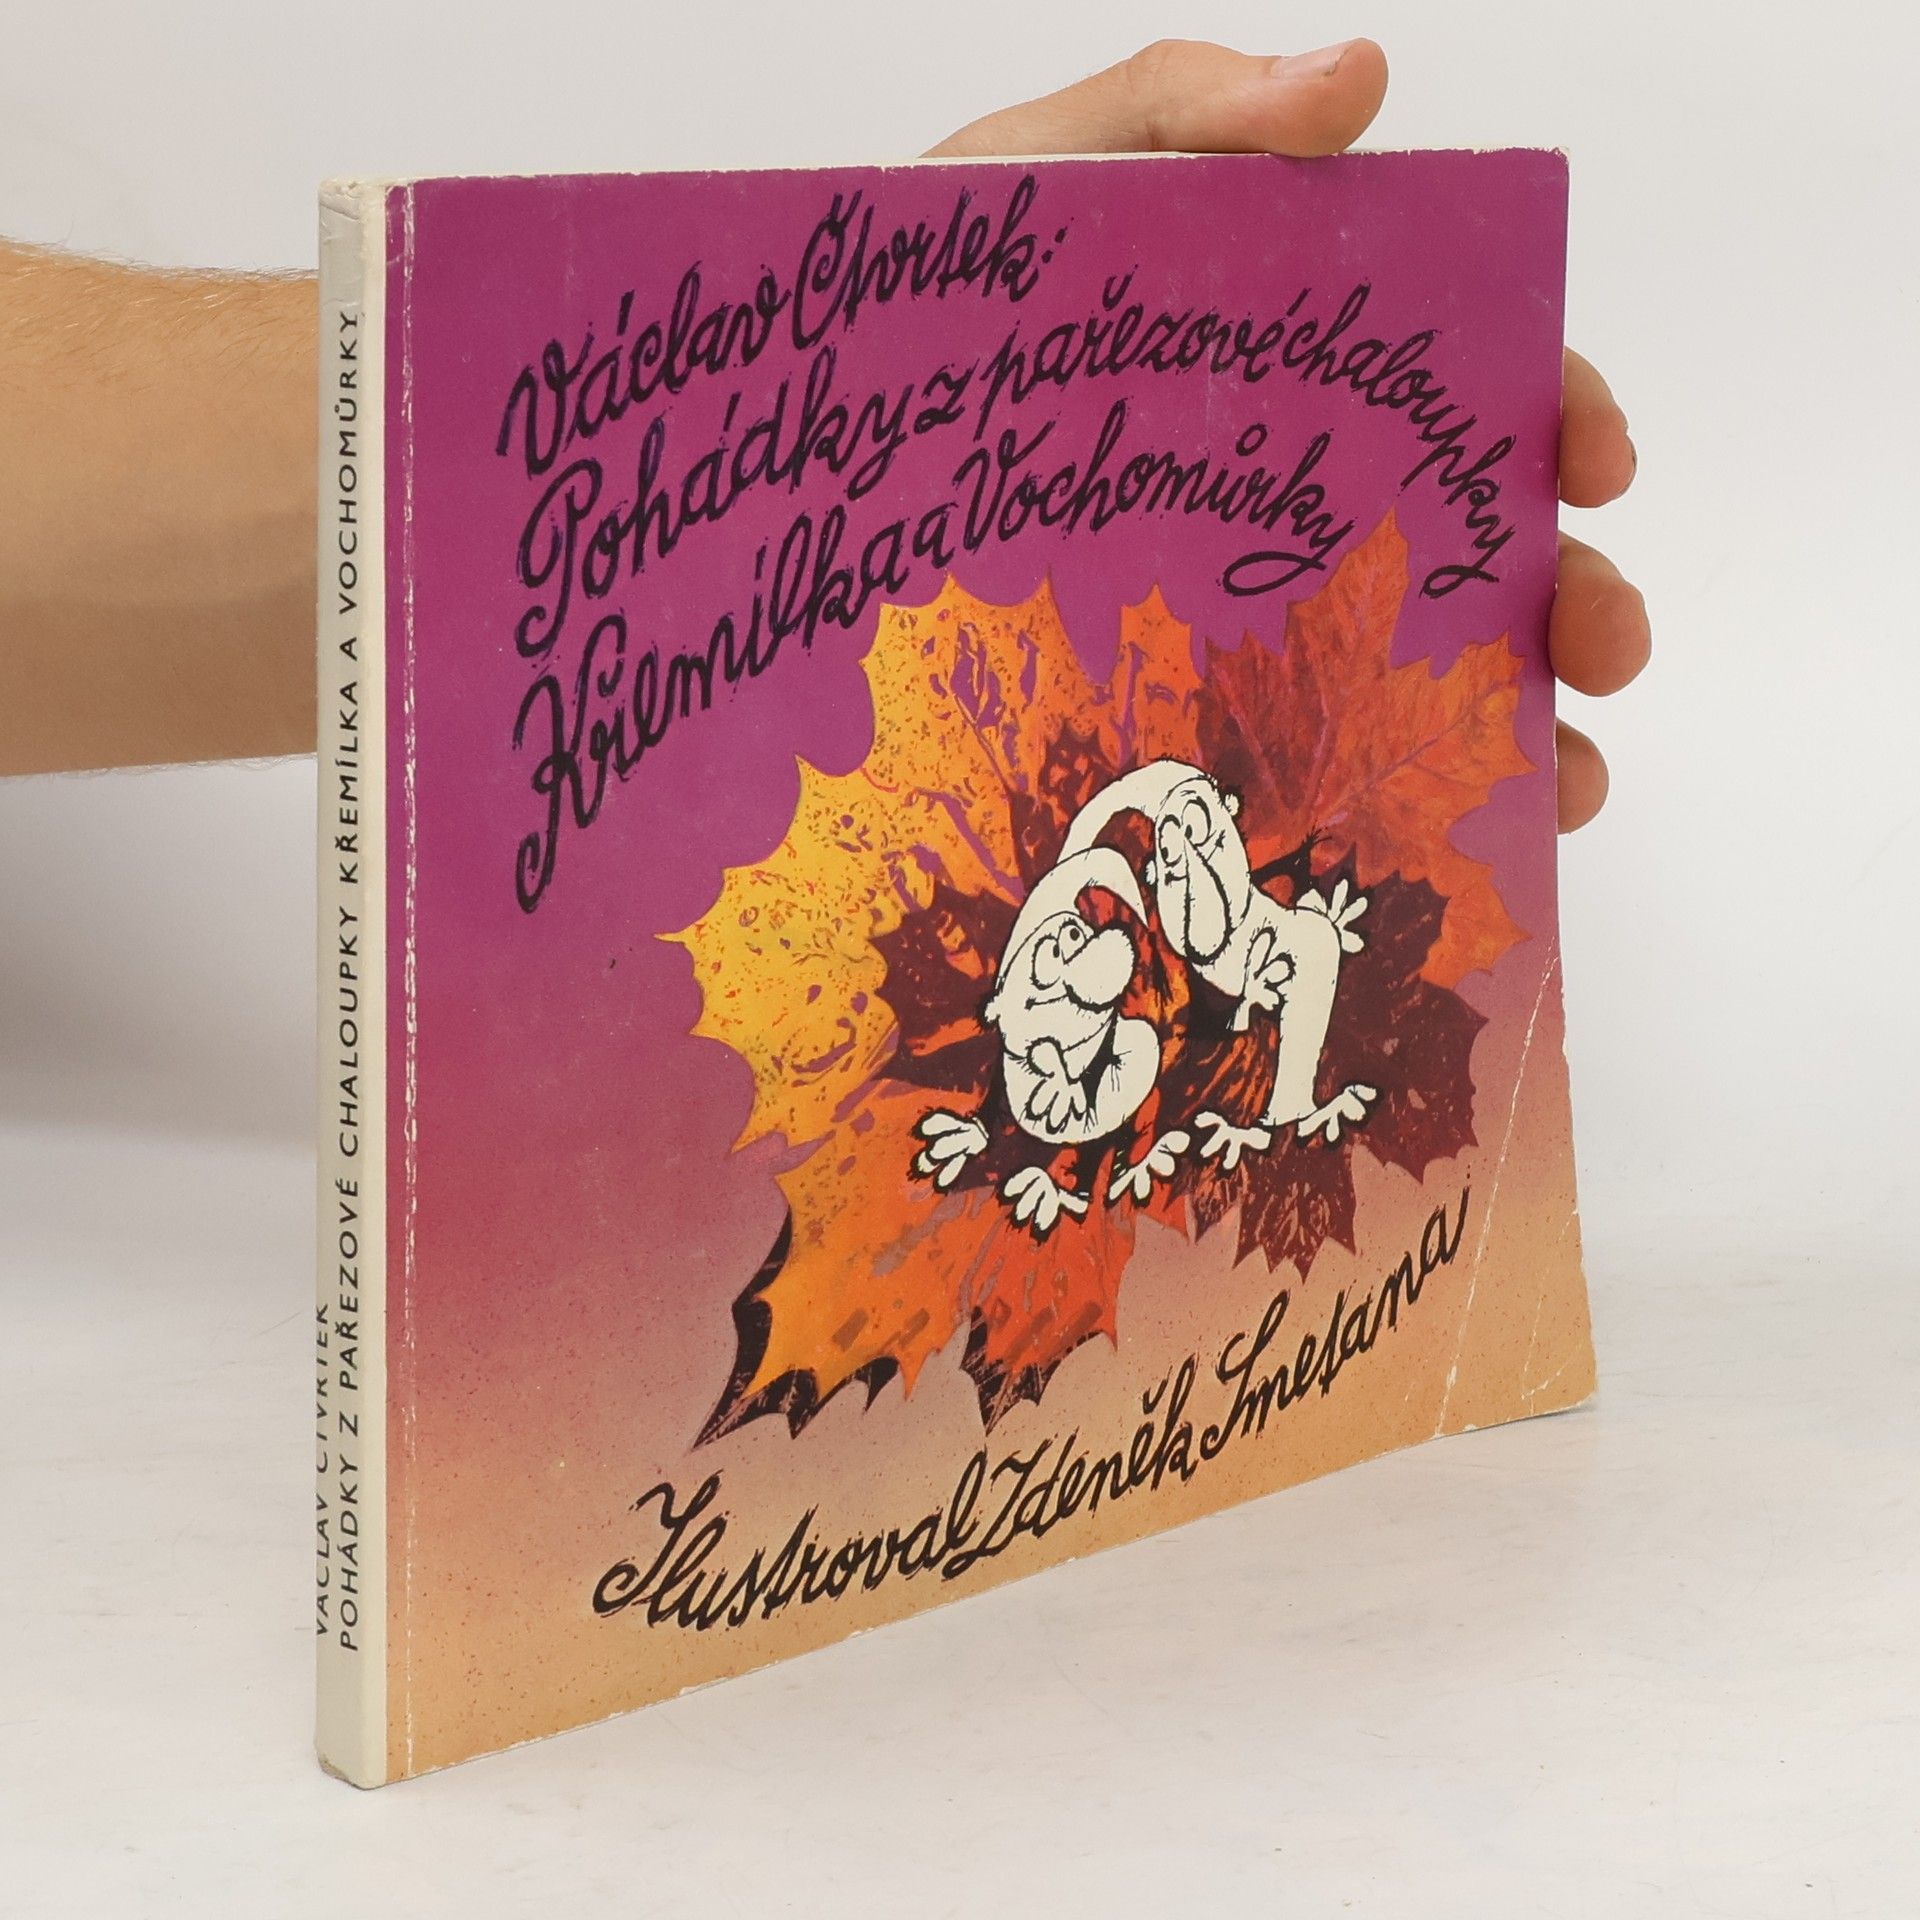 Václav Čtvrtek:
Pohádky z pařezové chaloupky
Křemílka a Vochomůrky
Ilustroval Zdeněk Smetana
VÁCLAV ČTVRTEK
POHÁDKY Z PAŘEZOVÉ CHALOUPKY KŘEMÍLKA A VOCHOMŮRKY